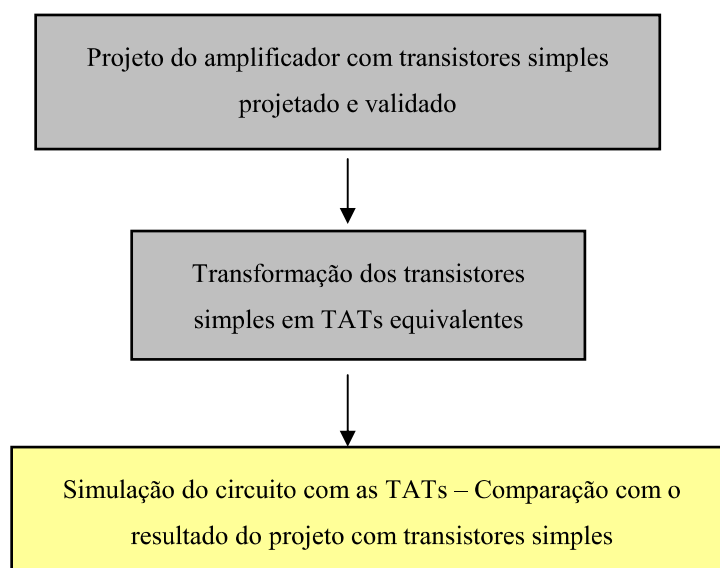 Projeto do amplificador com transistores simples
projetado e validado
Transformação dos transistores
simples em TATs equivalentes
Simulação do circuito com as TATs – Comparação com o
resultado do projeto com transistores simples